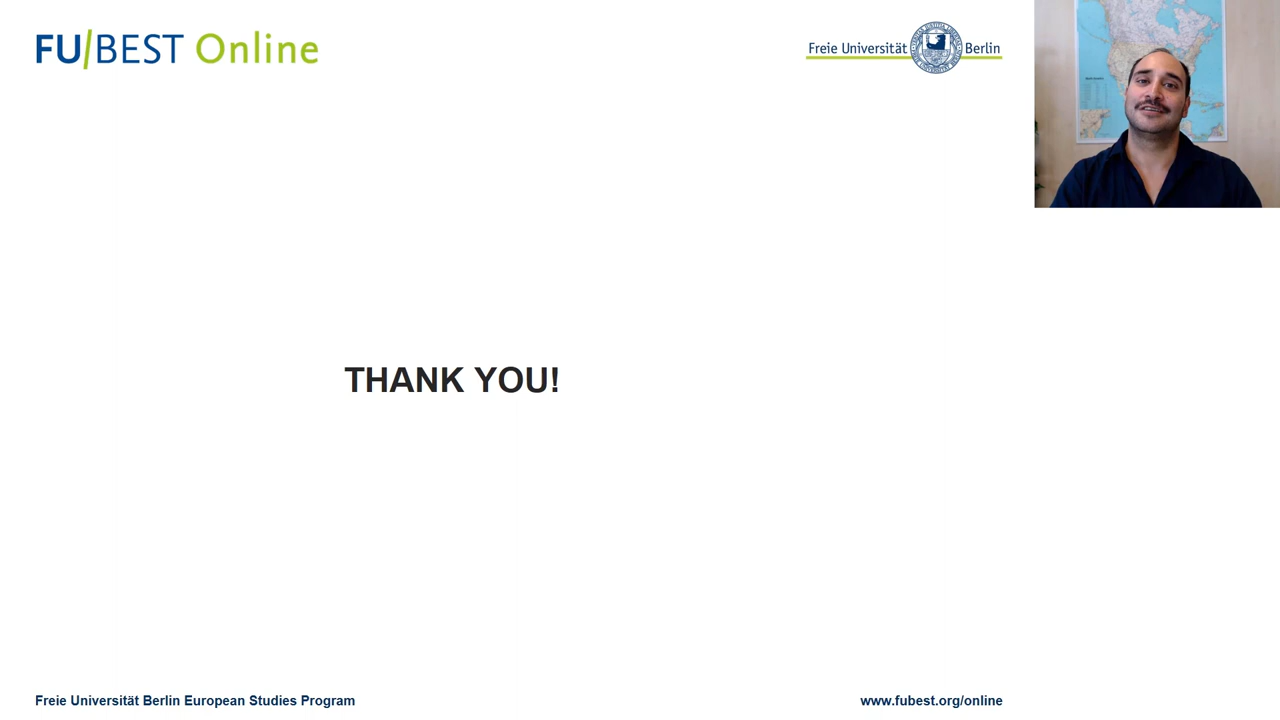 FU/BEST Online
Freie Universität Berlin
THANK YOU!
Freie Universität Berlin European Studies Program
www.fubest.org/online